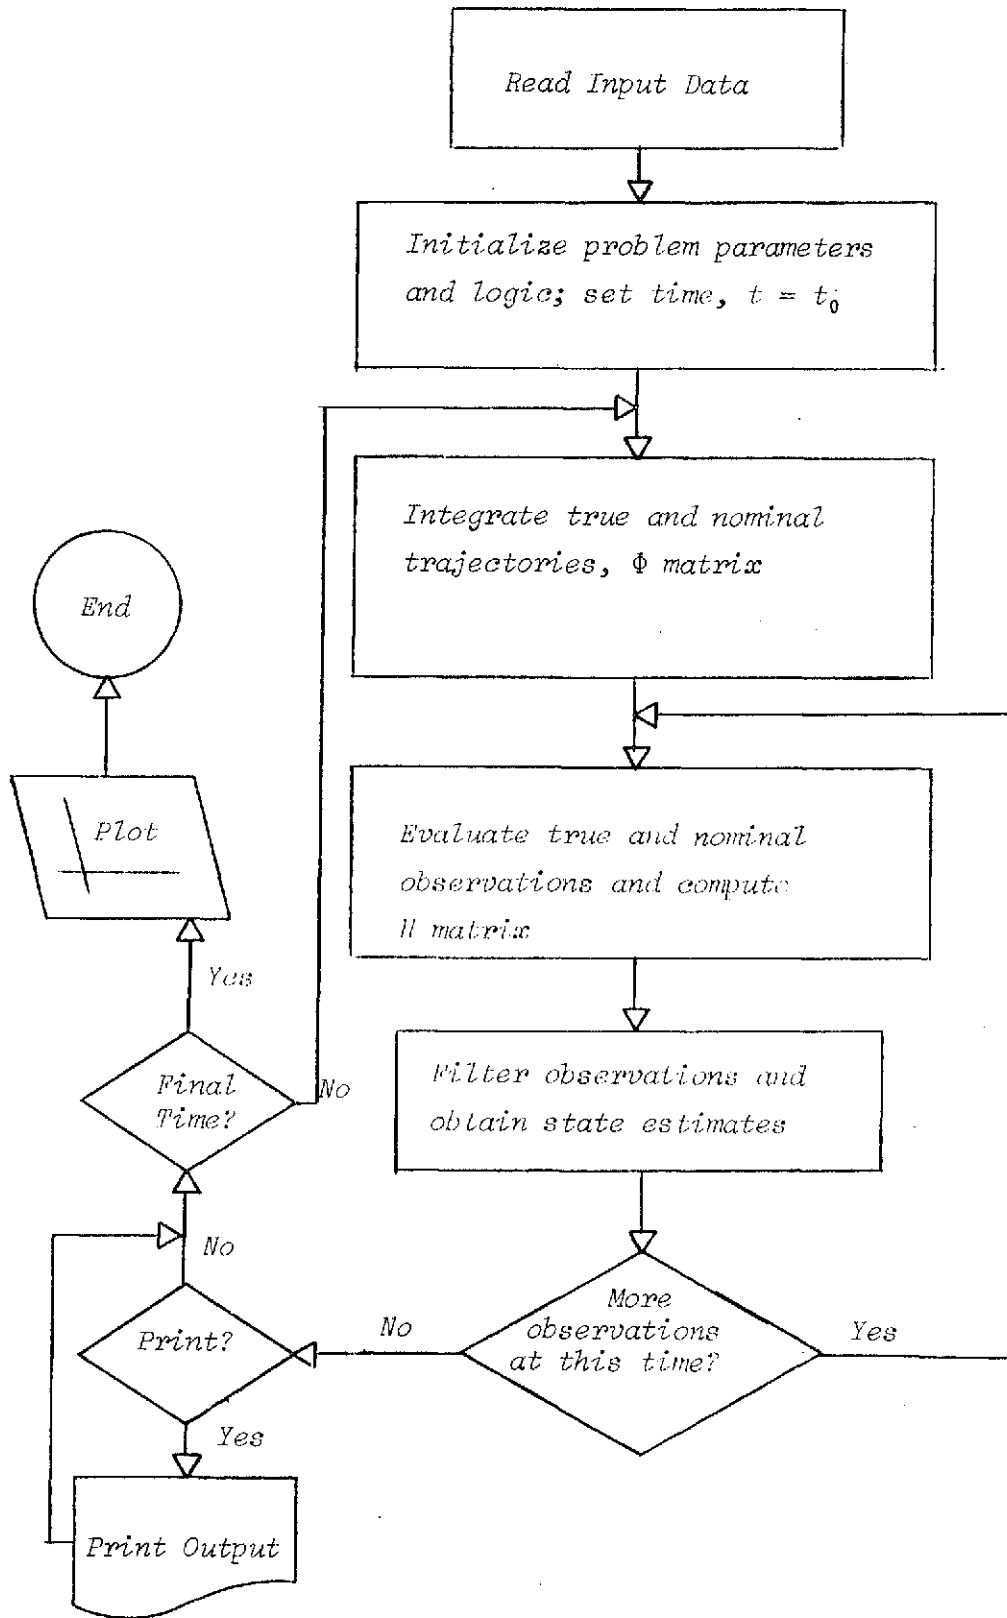 Read Input Data
Initialize problem parameters
and logic; set time, t = t₀
Integrate true and nominal
trajectories, Φ matrix
End
Plot
Evaluate true and nominal
observations and compute
H matrix
Yes
Filter observations and
obtain state estimates
Final
Time?
No
No
More
observations
at this time?
No
Yes
Print?
Yes
Print Output